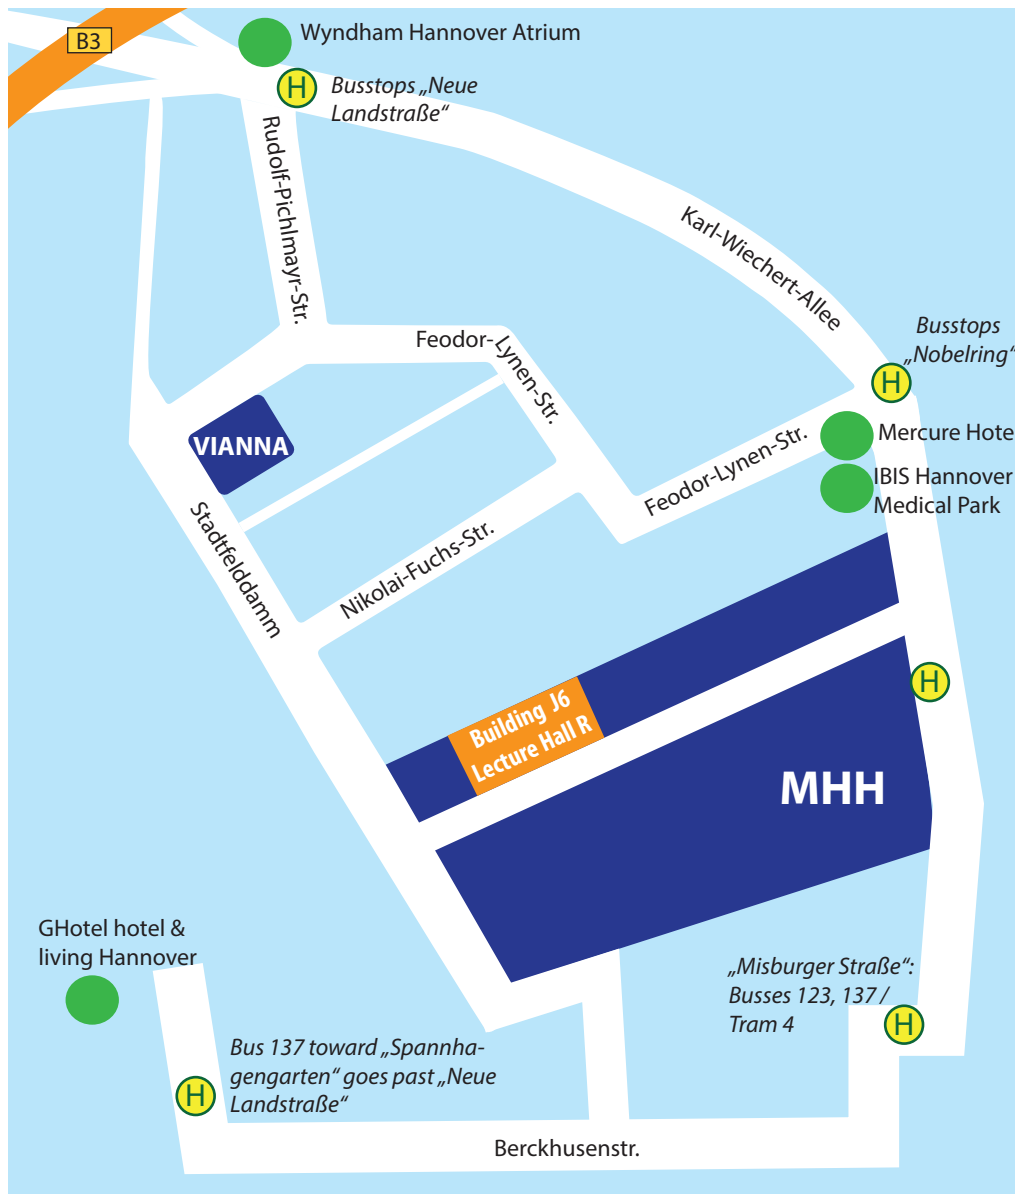 B3
Wyndham Hannover Atrium
H
Busstops „Neue
Landstraße“
Rudolf-Pichlmayr-Str.
Karl-Wiechert-Allee
Busstops
„Nobelring“
H
Feodor-Lynen-Str.
Mercure Hote
Feodor-Lynen-Str.
IBIS Hannover
Medical Park
VIANNA
Stadtfelddamm
Nikolai-Fuchs-Str.
H
Building J6
Lecture Hall R
MHH
GHotel hotel &
living Hannover
„Misburger Straße“:
Busses 123, 137 /
Tram 4
H
Bus 137 toward „Spannha-
gengarten“ goes past „Neue
Landstraße“
H
Berckhusenstr.